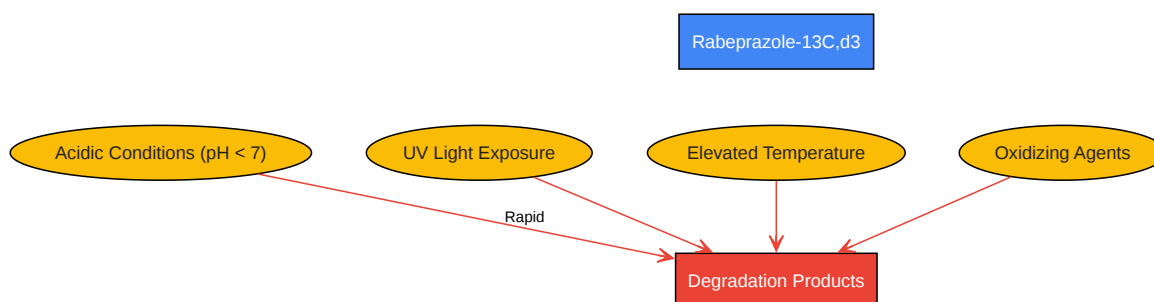 Rabeprazole-13C,d3
Acidic Conditions (pH < 7)
UV Light Exposure
Elevated Temperature
Oxidizing Agents
Rapid
Degradation Products